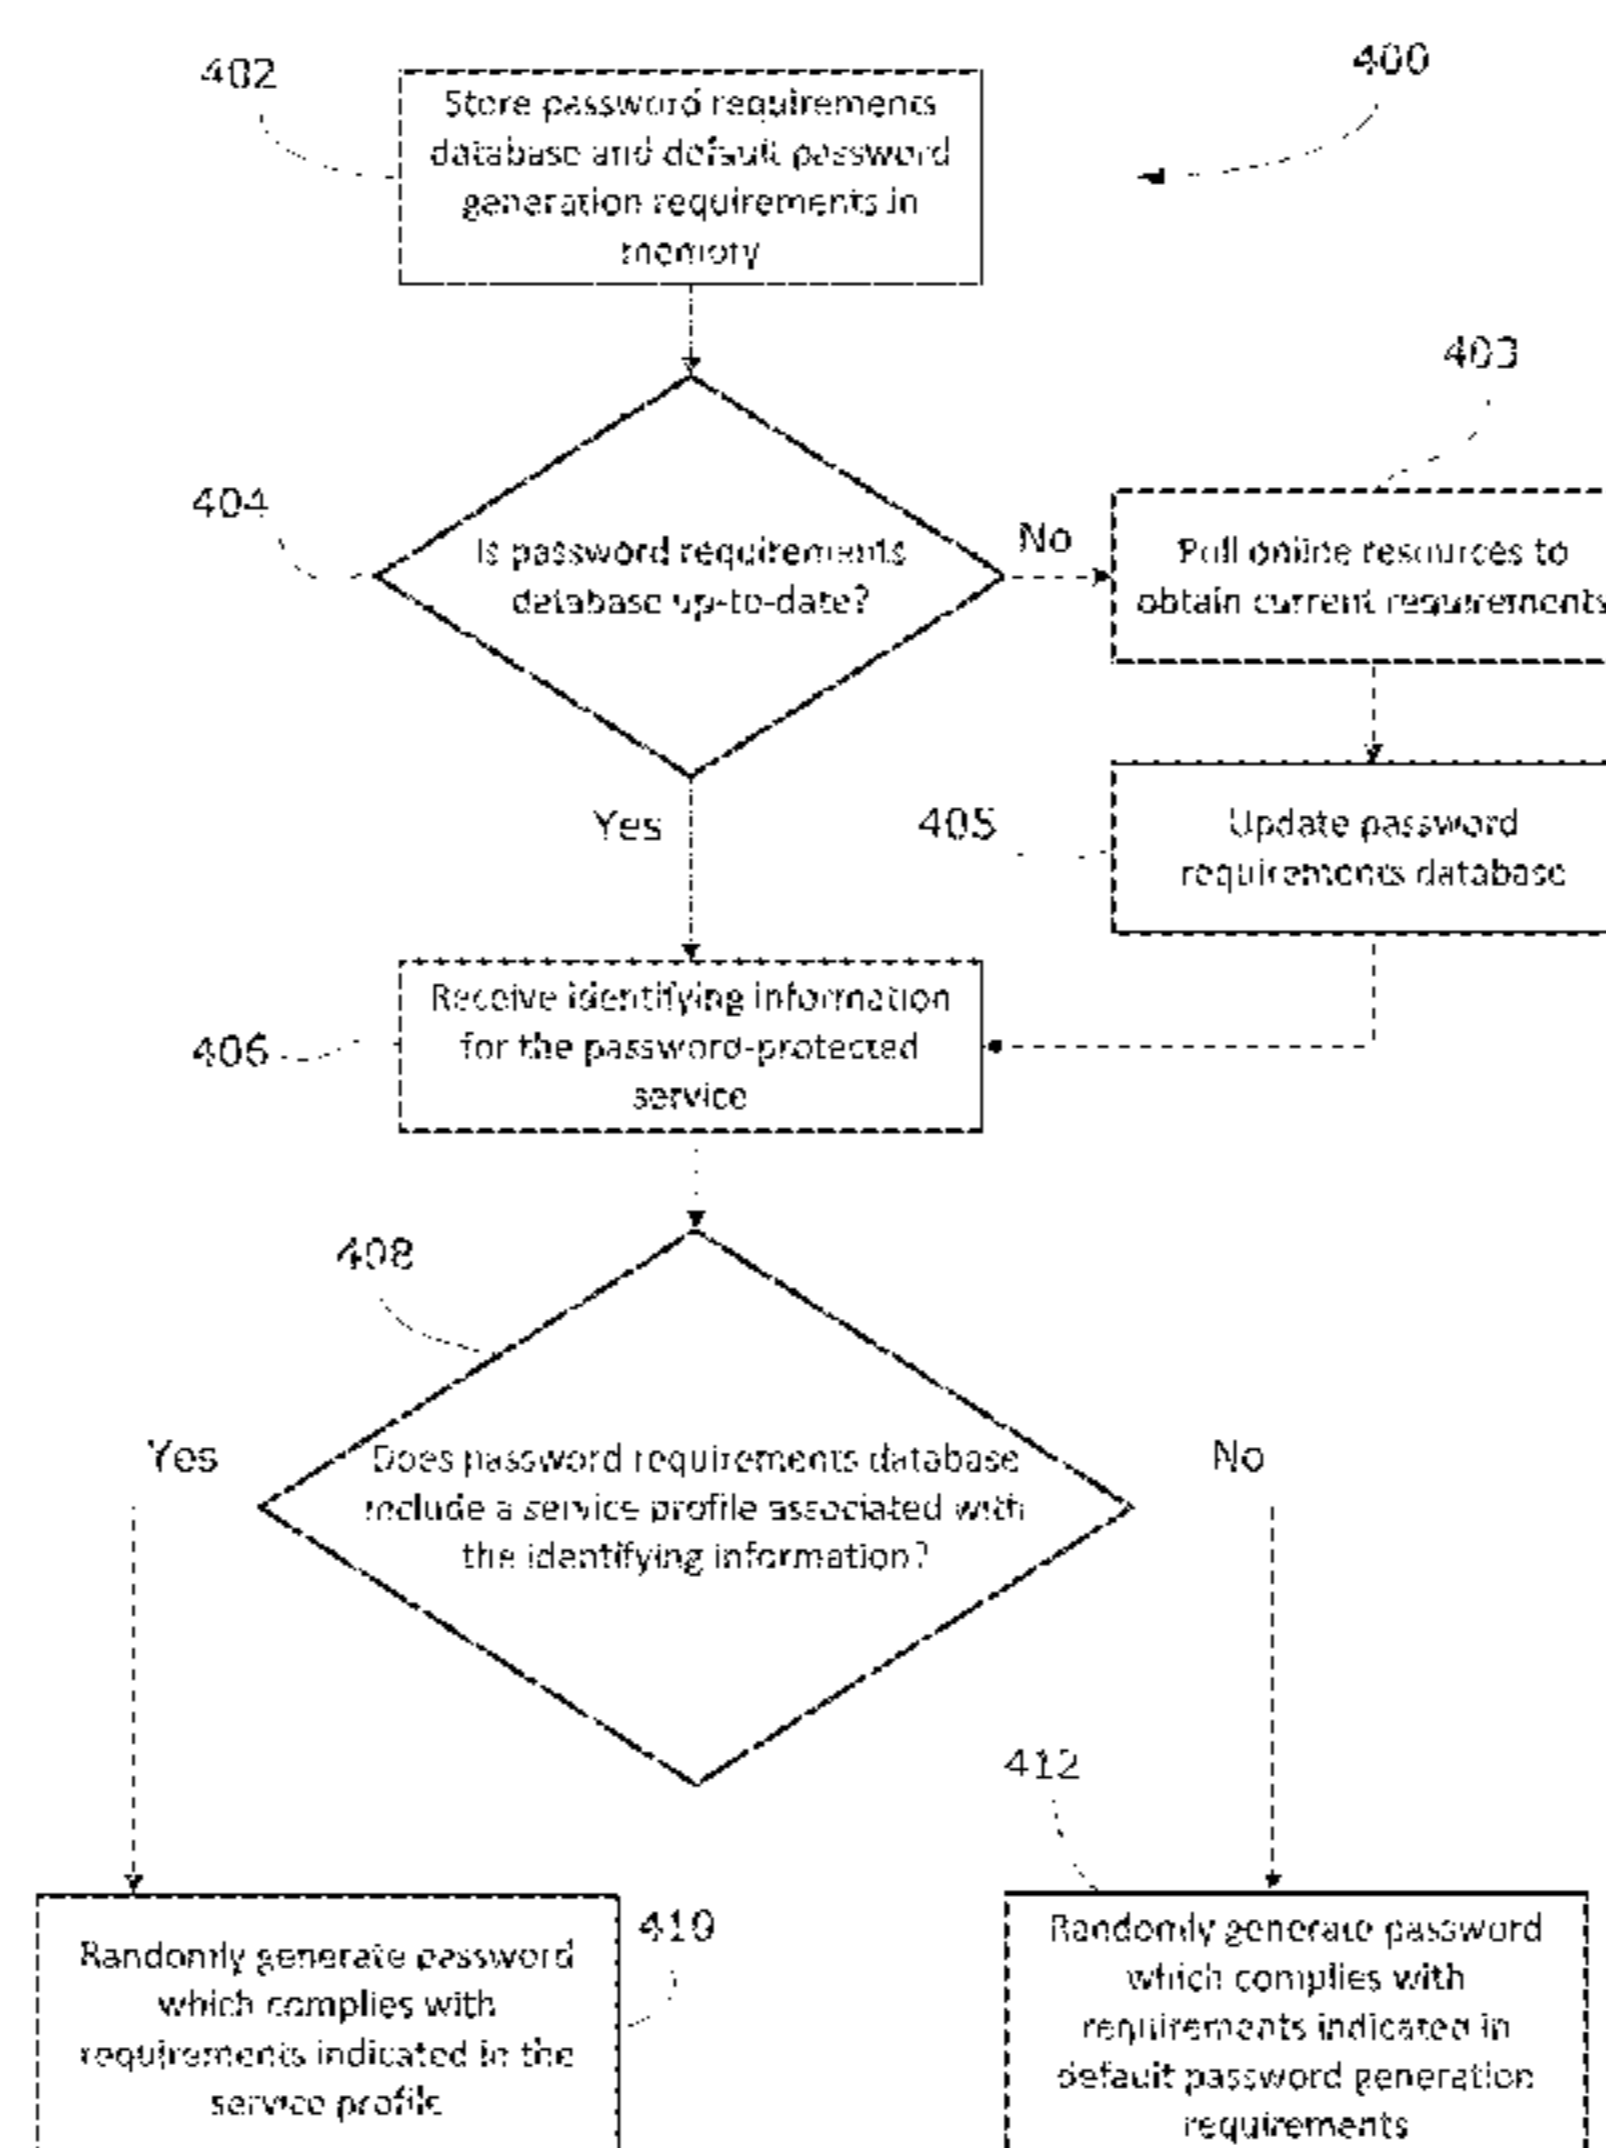 402
400
Store password requirements
database and default password
generation requirements in
memory
403
404
Is password requirements
database up-to-date?
No
Poll online resources to
obtain current requirements
Yes
405
Update password
requirements database
406
Receive identifying information
for the password-protected
service
408
Yes
No
Does password requirements database
include a service profile associated with
the identifying information?
412
410
Randomly generate password
which complies with
requirements indicated in the
service profile
Randomly generate password
which complies with
requirements indicated in
default password generation
requirements